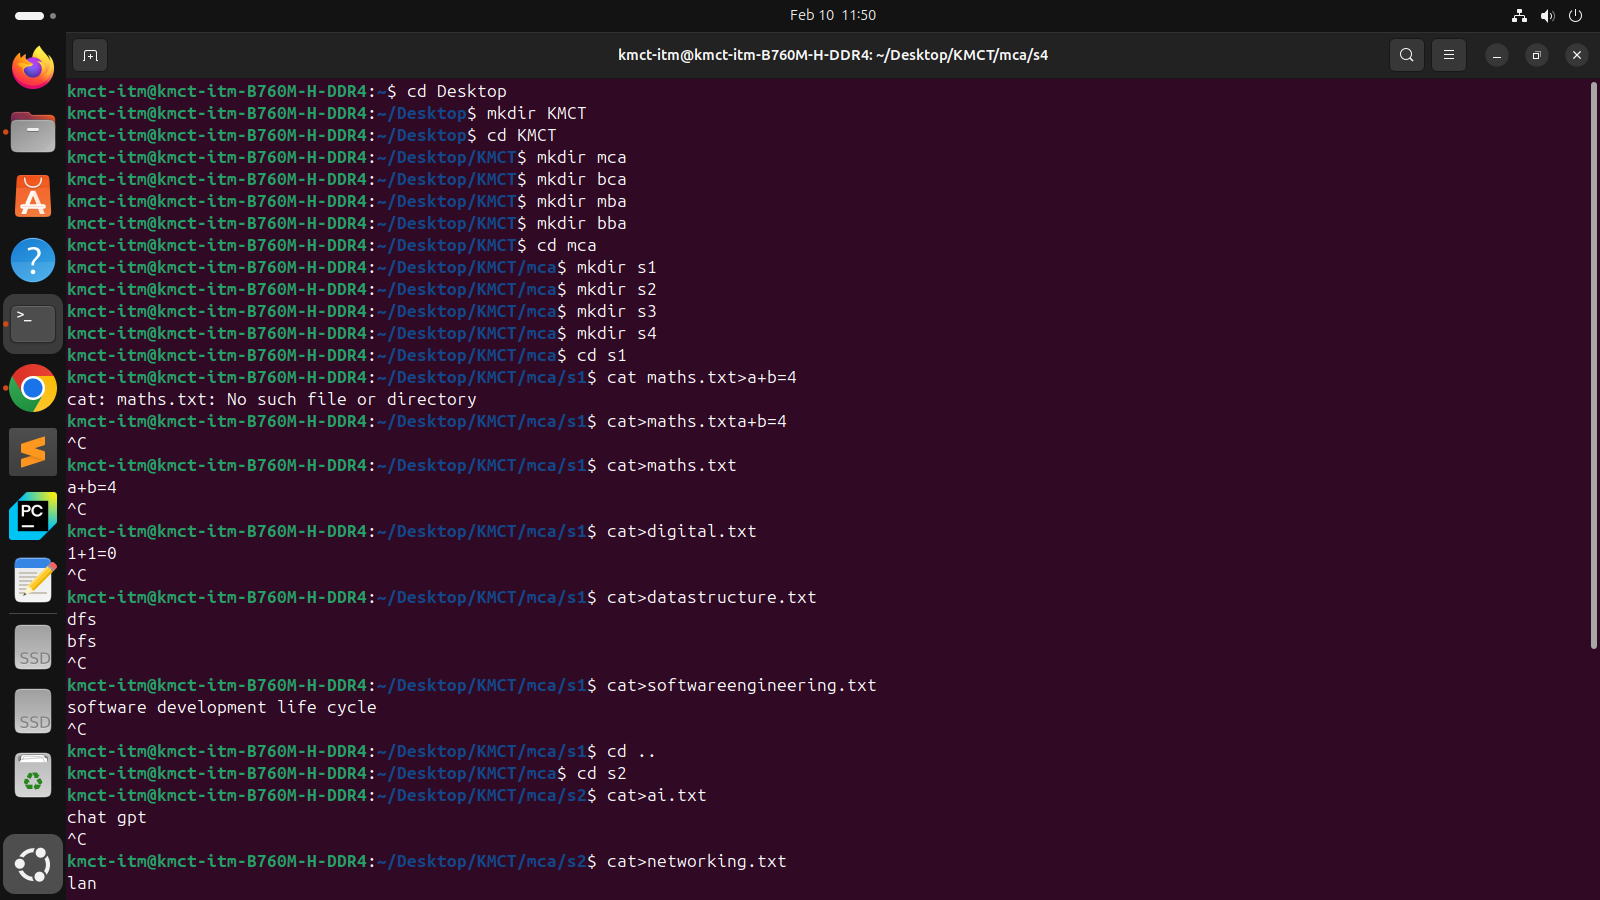 Feb 10 11:50
kmct-itm@kmct-itm-B760M-H-DDR4: ~/Desktop/KMCT/mca/s4
kmct-itm@kmct-itm-B760M-H-DDR4:~$ cd Desktop
kmct-itm@kmct-itm-B760M-H-DDR4:~/Desktop$ mkdir KMCT
kmct-itm@kmct-itm-B760M-H-DDR4:~/Desktop$ cd KMCT
kmct-itm@kmct-itm-B760M-H-DDR4:~/Desktop/KMCT$ mkdir mca
kmct-itm@kmct-itm-B760M-H-DDR4:~/Desktop/KMCT$ mkdir bca
kmct-itm@kmct-itm-B760M-H-DDR4:~/Desktop/KMCT$ mkdir mba
kmct-itm@kmct-itm-B760M-H-DDR4:~/Desktop/KMCT$ mkdir bba
kmct-itm@kmct-itm-B760M-H-DDR4:~/Desktop/KMCT$ cd mca
kmct-itm@kmct-itm-B760M-H-DDR4:~/Desktop/KMCT/mca$ mkdir s1
kmct-itm@kmct-itm-B760M-H-DDR4:~/Desktop/KMCT/mca$ mkdir s2
kmct-itm@kmct-itm-B760M-H-DDR4:~/Desktop/KMCT/mca$ mkdir s3
kmct-itm@kmct-itm-B760M-H-DDR4:~/Desktop/KMCT/mca$ mkdir s4
kmct-itm@kmct-itm-B760M-H-DDR4:~/Desktop/KMCT/mca$ cd s1
kmct-itm@kmct-itm-B760M-H-DDR4:~/Desktop/KMCT/mca/s1$ cat maths.txt>a+b=4
cat: maths.txt: No such file or directory
kmct-itm@kmct-itm-B760M-H-DDR4:~/Desktop/KMCT/mca/s1$ cat>maths.txta+b=4
^C
kmct-itm@kmct-itm-B760M-H-DDR4:~/Desktop/KMCT/mca/s1$ cat>maths.txt
a+b=4
^C
kmct-itm@kmct-itm-B760M-H-DDR4:~/Desktop/KMCT/mca/s1$ cat>digital.txt
1+1=0
^C
kmct-itm@kmct-itm-B760M-H-DDR4:~/Desktop/KMCT/mca/s1$ cat>datastructure.txt
dfs
bfs
^C
kmct-itm@kmct-itm-B760M-H-DDR4:~/Desktop/KMCT/mca/s1$ cat>softwareengineering.txt
software development life cycle
^C
kmct-itm@kmct-itm-B760M-H-DDR4:~/Desktop/KMCT/mca/s1$ cd ..
kmct-itm@kmct-itm-B760M-H-DDR4:~/Desktop/KMCT/mca$ cd s2
kmct-itm@kmct-itm-B760M-H-DDR4:~/Desktop/KMCT/mca/s2$ cat>ai.txt
chat gpt
^C
kmct-itm@kmct-itm-B760M-H-DDR4:~/Desktop/KMCT/mca/s2$ cat>networking.txt
lan
PC
SSD
SSD